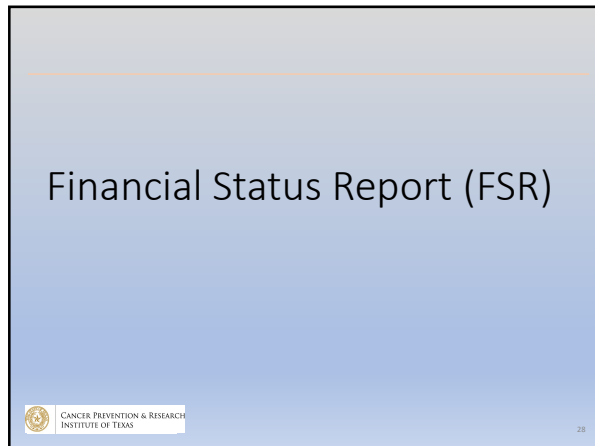 Financial Status Report (FSR)
CANCER PREVENTION & RESEARCH
INSTITUTE OF TEXAS
28